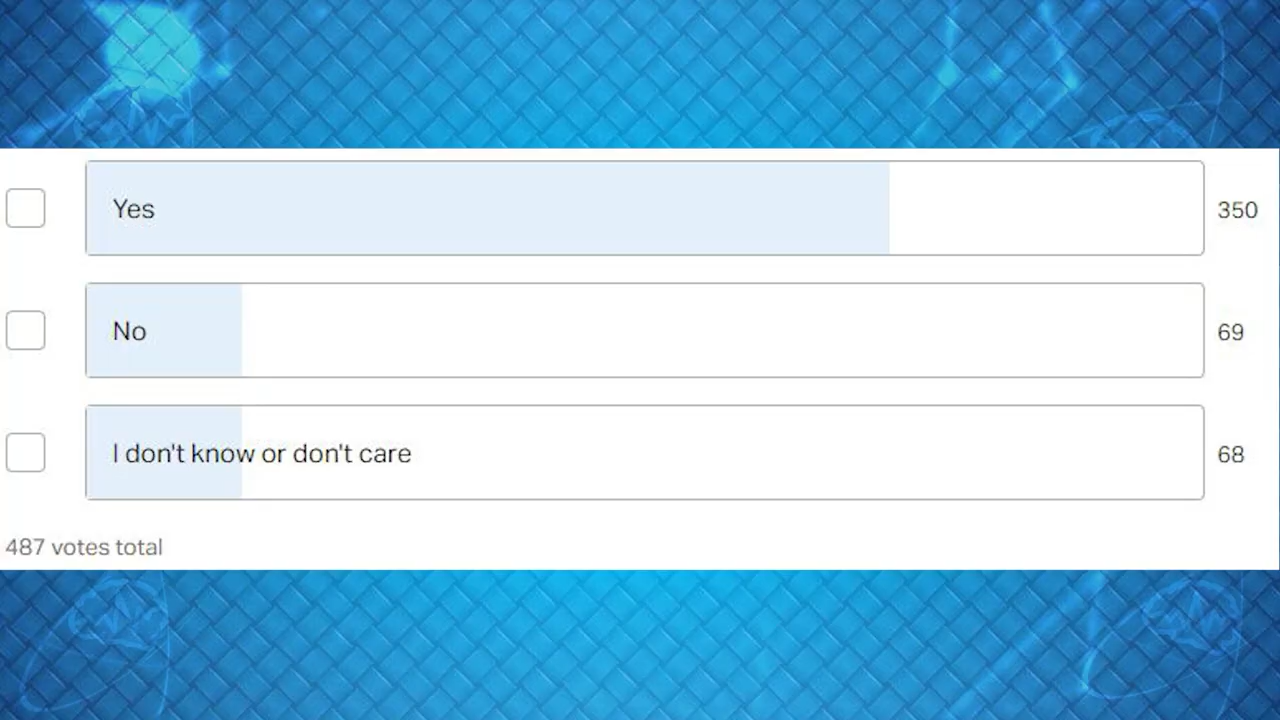 Yes 350
No 69
I don't know or don't care 68
487 votes total